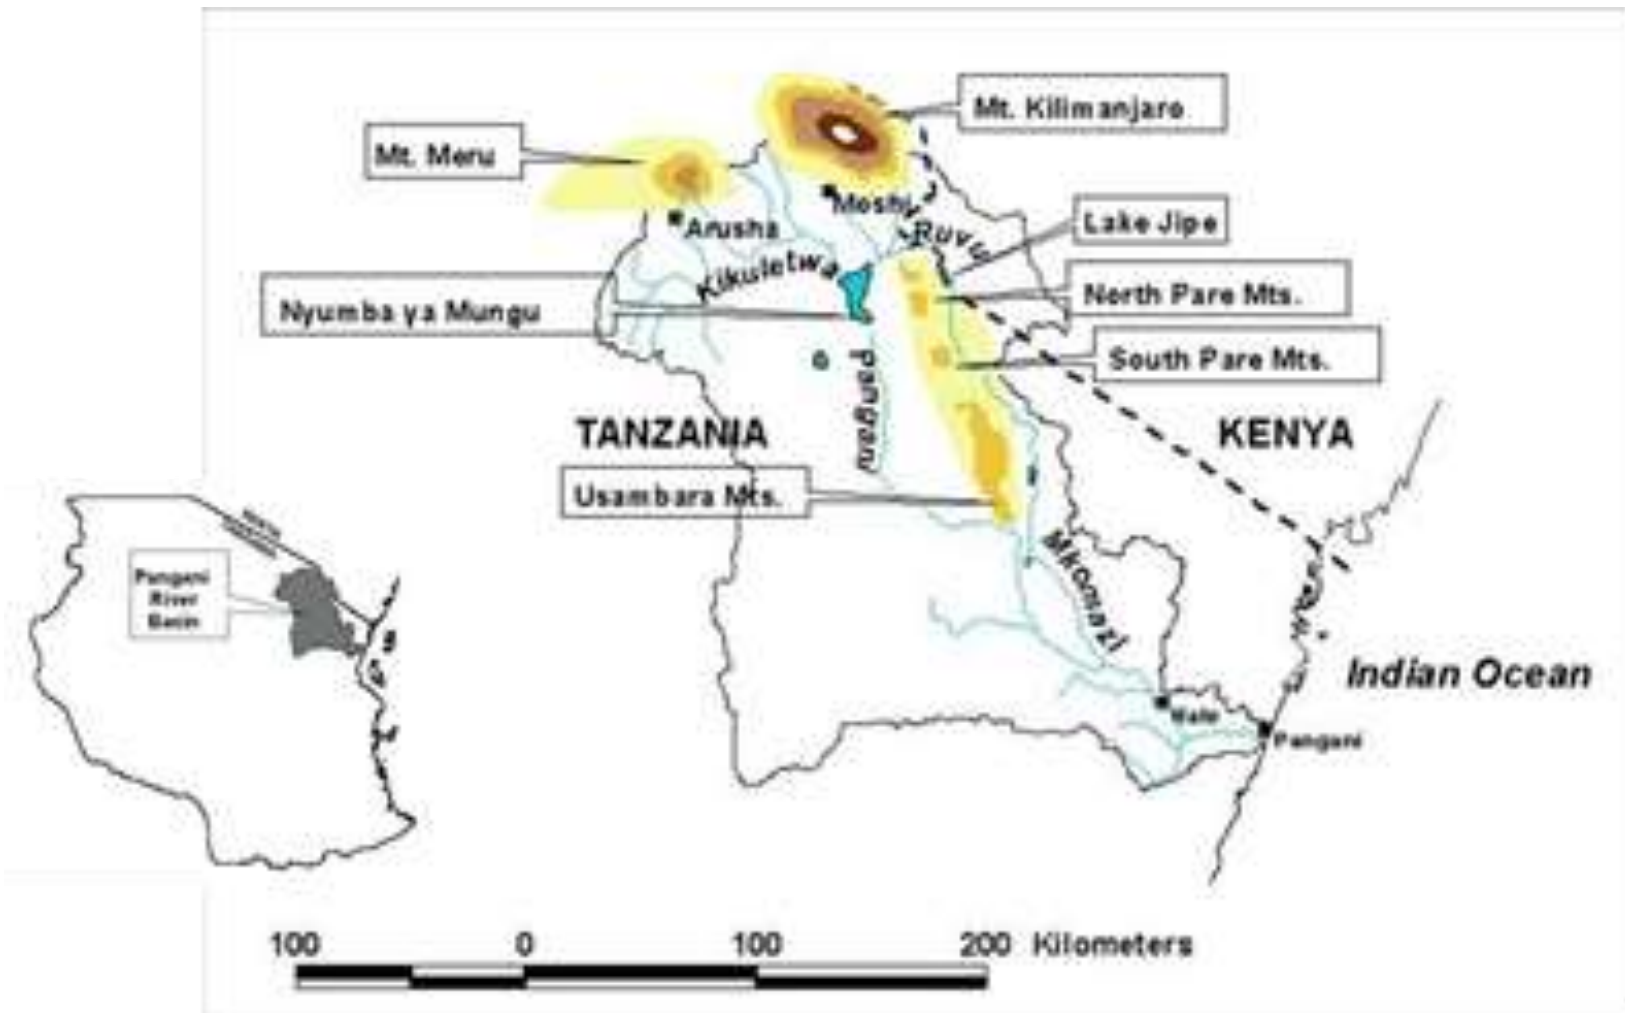 Mt. Kilimanjaro
Mt. Meru
Moshi
Lake Jipe
Arusha
Ruvu
Kikuletwa
North Pare Mts.
Nyumba ya Mungu
South Pare Mts.
Pangani
TANZANIA
KENYA
Usambara Mts.
Mkomazi
Pangani
River
Basin
Indian Ocean
Hale
Pangani
100 0 100 200 Kilometers